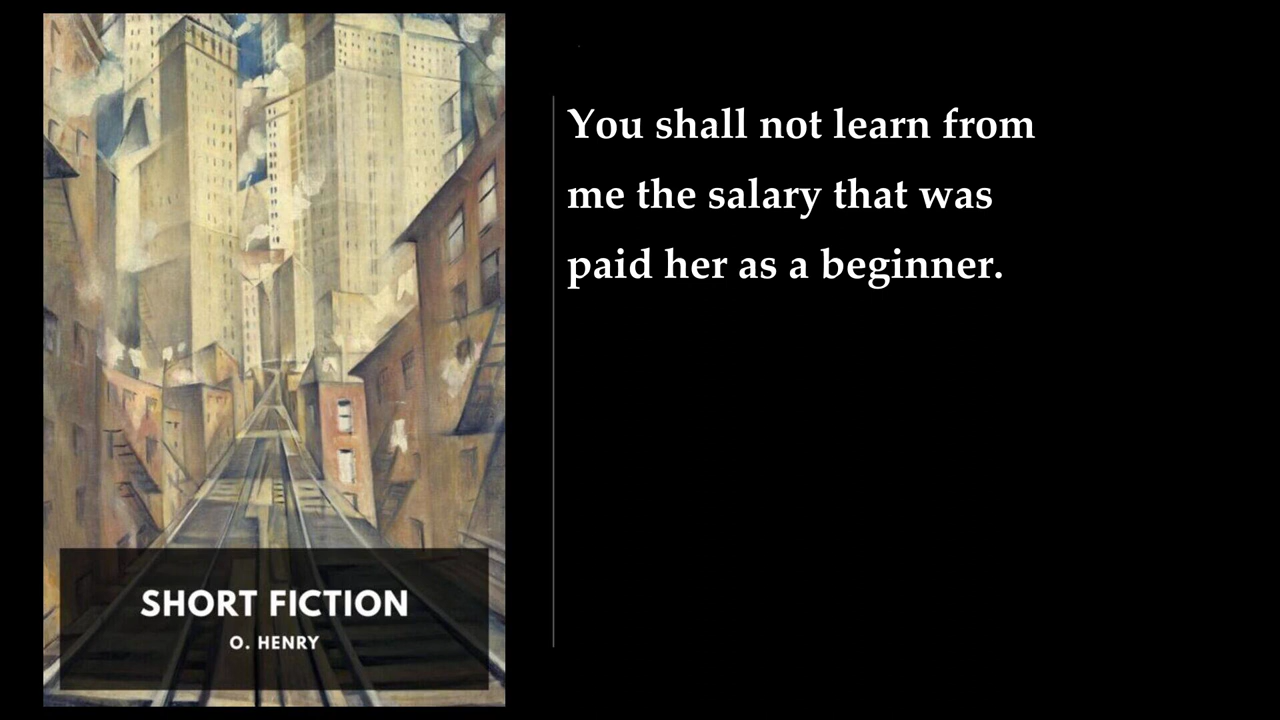 SHORT FICTION
O. HENRY
You shall not learn from
me the salary that was
paid her as a beginner.